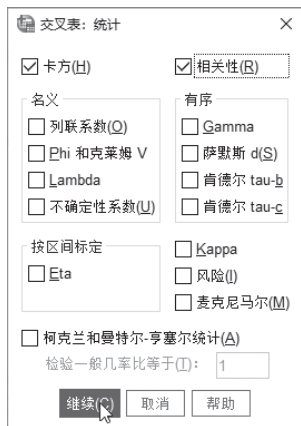 交叉表：统计
卡方(H)
相关性(R)
名义
有序
列联系数(O)
Gamma
Phi 和克莱姆 V
萨默斯 d(S)
Lambda
肯德尔 tau-b
不确定性系数(U)
肯德尔 tau-c
按区间标定
Kappa
Eta
风险(I)
麦克尼马尔(M)
柯克兰和曼特尔-亨塞尔统计(A)
检验一般几率比等于(T)： 1
继续(C) 取消 帮助